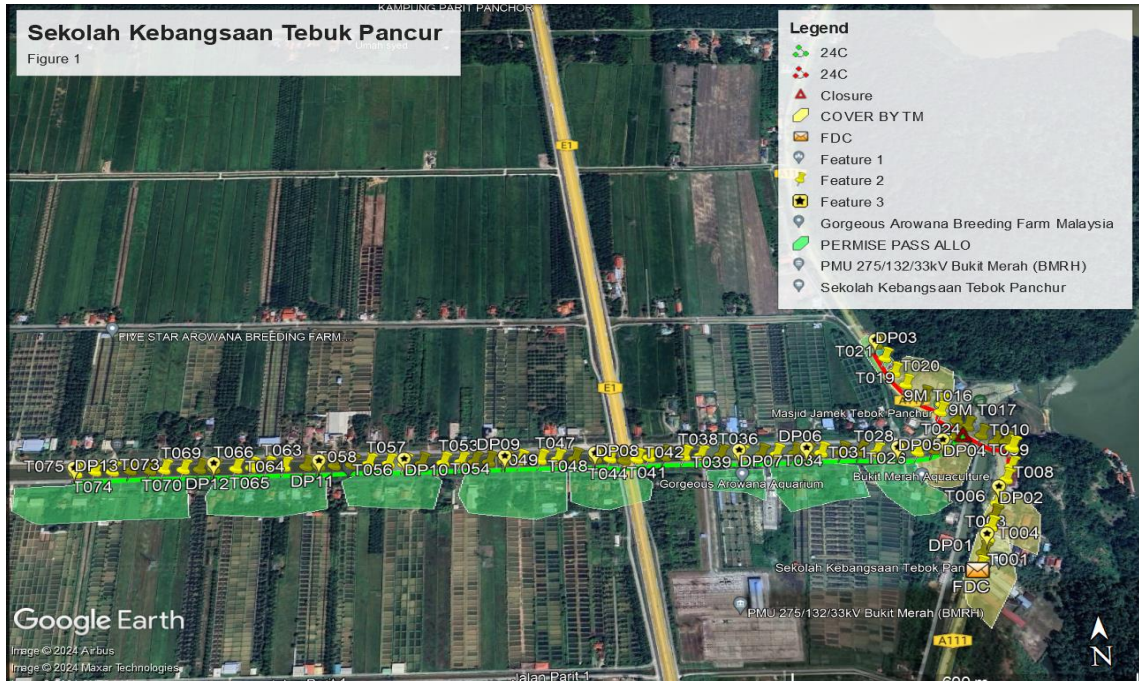 KAMPUNG PARIT PANCHOR
Sekolah Kebangsaan Tebuk Pancur
Figure 1
Legend
24C
24C
Closure
COVER BY TM
FDC
Feature 1
Feature 2
Feature 3
Gorgeous Arowana Breeding Farm Malaysia
PERMISE PASS ALLO
PMU 275/132/33kV Bukit Merah (BMRH)
Sekolah Kebangsaan Tebok Panchur
E1
FIVE STAR AROWANA BREEDING FARM...
DP03
T021
T020
T019
E1
9M T016
Masjid Jamek Tebok Panchur
9M T017
T024
T010
T069
T066
T063
T057
T053
DP09
T047
T038
T036
DP06
T028
DP05
DP04
T075
DP13
T073
T064
T058
DP10
T054
T049
T048
DP08
T042
T039
DP07
T034
T031
T026
T008
T074
T070
DP12
T065
DP11
T056
T044
T041
Gorgeous Arowana Aquarium
Bukit Merah Aquaculture
T006
DP02
T004
DP01
T001
Sekolah Kebangsaan Tebok Pan
FDC
PMU 275/132/33kV Bukit Merah (BMRH)
Google Earth
A111
N
Image © 2024 Airbus
Image © 2024 Maxar Technologies
Jalan Parit 1
600 m